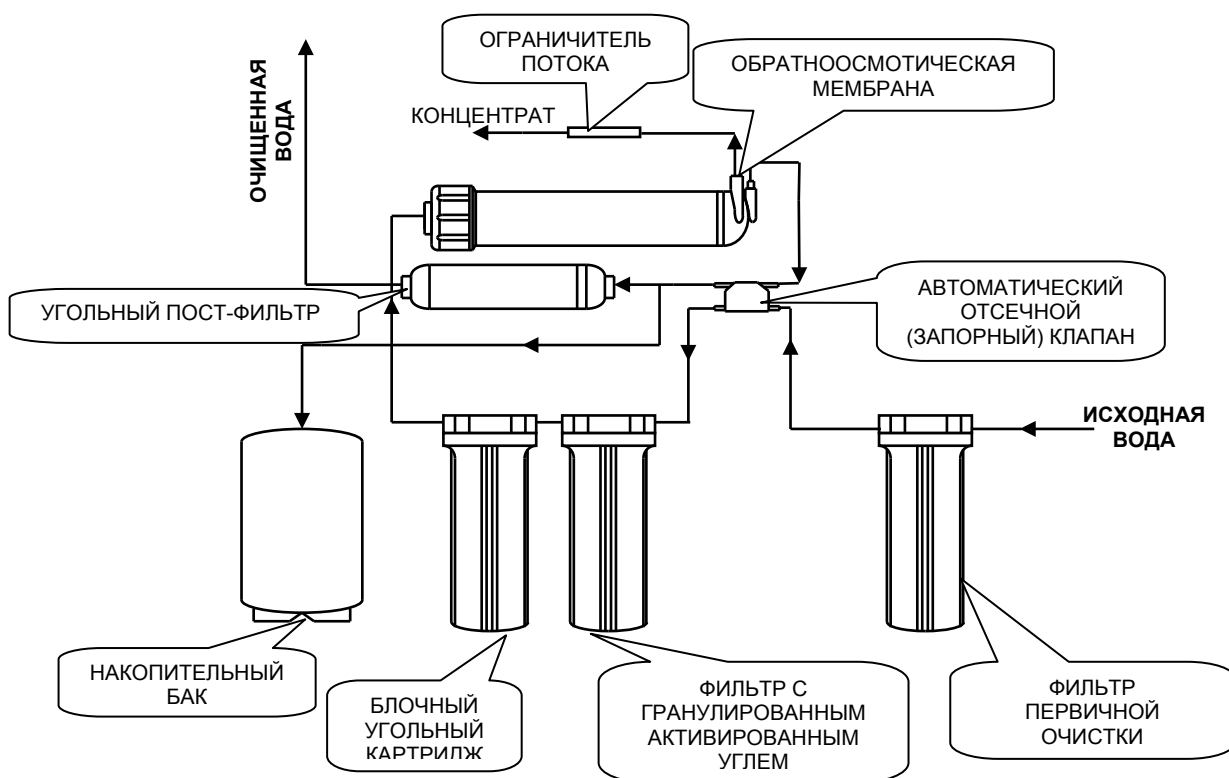 ОГРАНИЧИТЕЛЬ
ПОТОКА
ОБРАТНООСМОТИЧЕСКАЯ
МЕМБРАНА
КОНЦЕНТРАТ
ОЧИЩЕННАЯ
ВОДА
УГОЛЬНЫЙ ПОСТ-ФИЛЬТР
АВТОМАТИЧЕСКИЙ
ОТСЕЧНОЙ
(ЗАПОРНЫЙ) КЛАПАН
ИСХОДНАЯ
ВОДА
НАКОПИТЕЛЬНЫЙ
БАК
БЛОЧНЫЙ
УГОЛЬНЫЙ
КАРТРИДЖ
ФИЛЬТР С
ГРАНУЛИРОВАННЫМ
АКТИВИРОВАННЫМ
УГЛЕМ
ФИЛЬТР
ПЕРВИЧНОЙ
ОЧИСТКИ